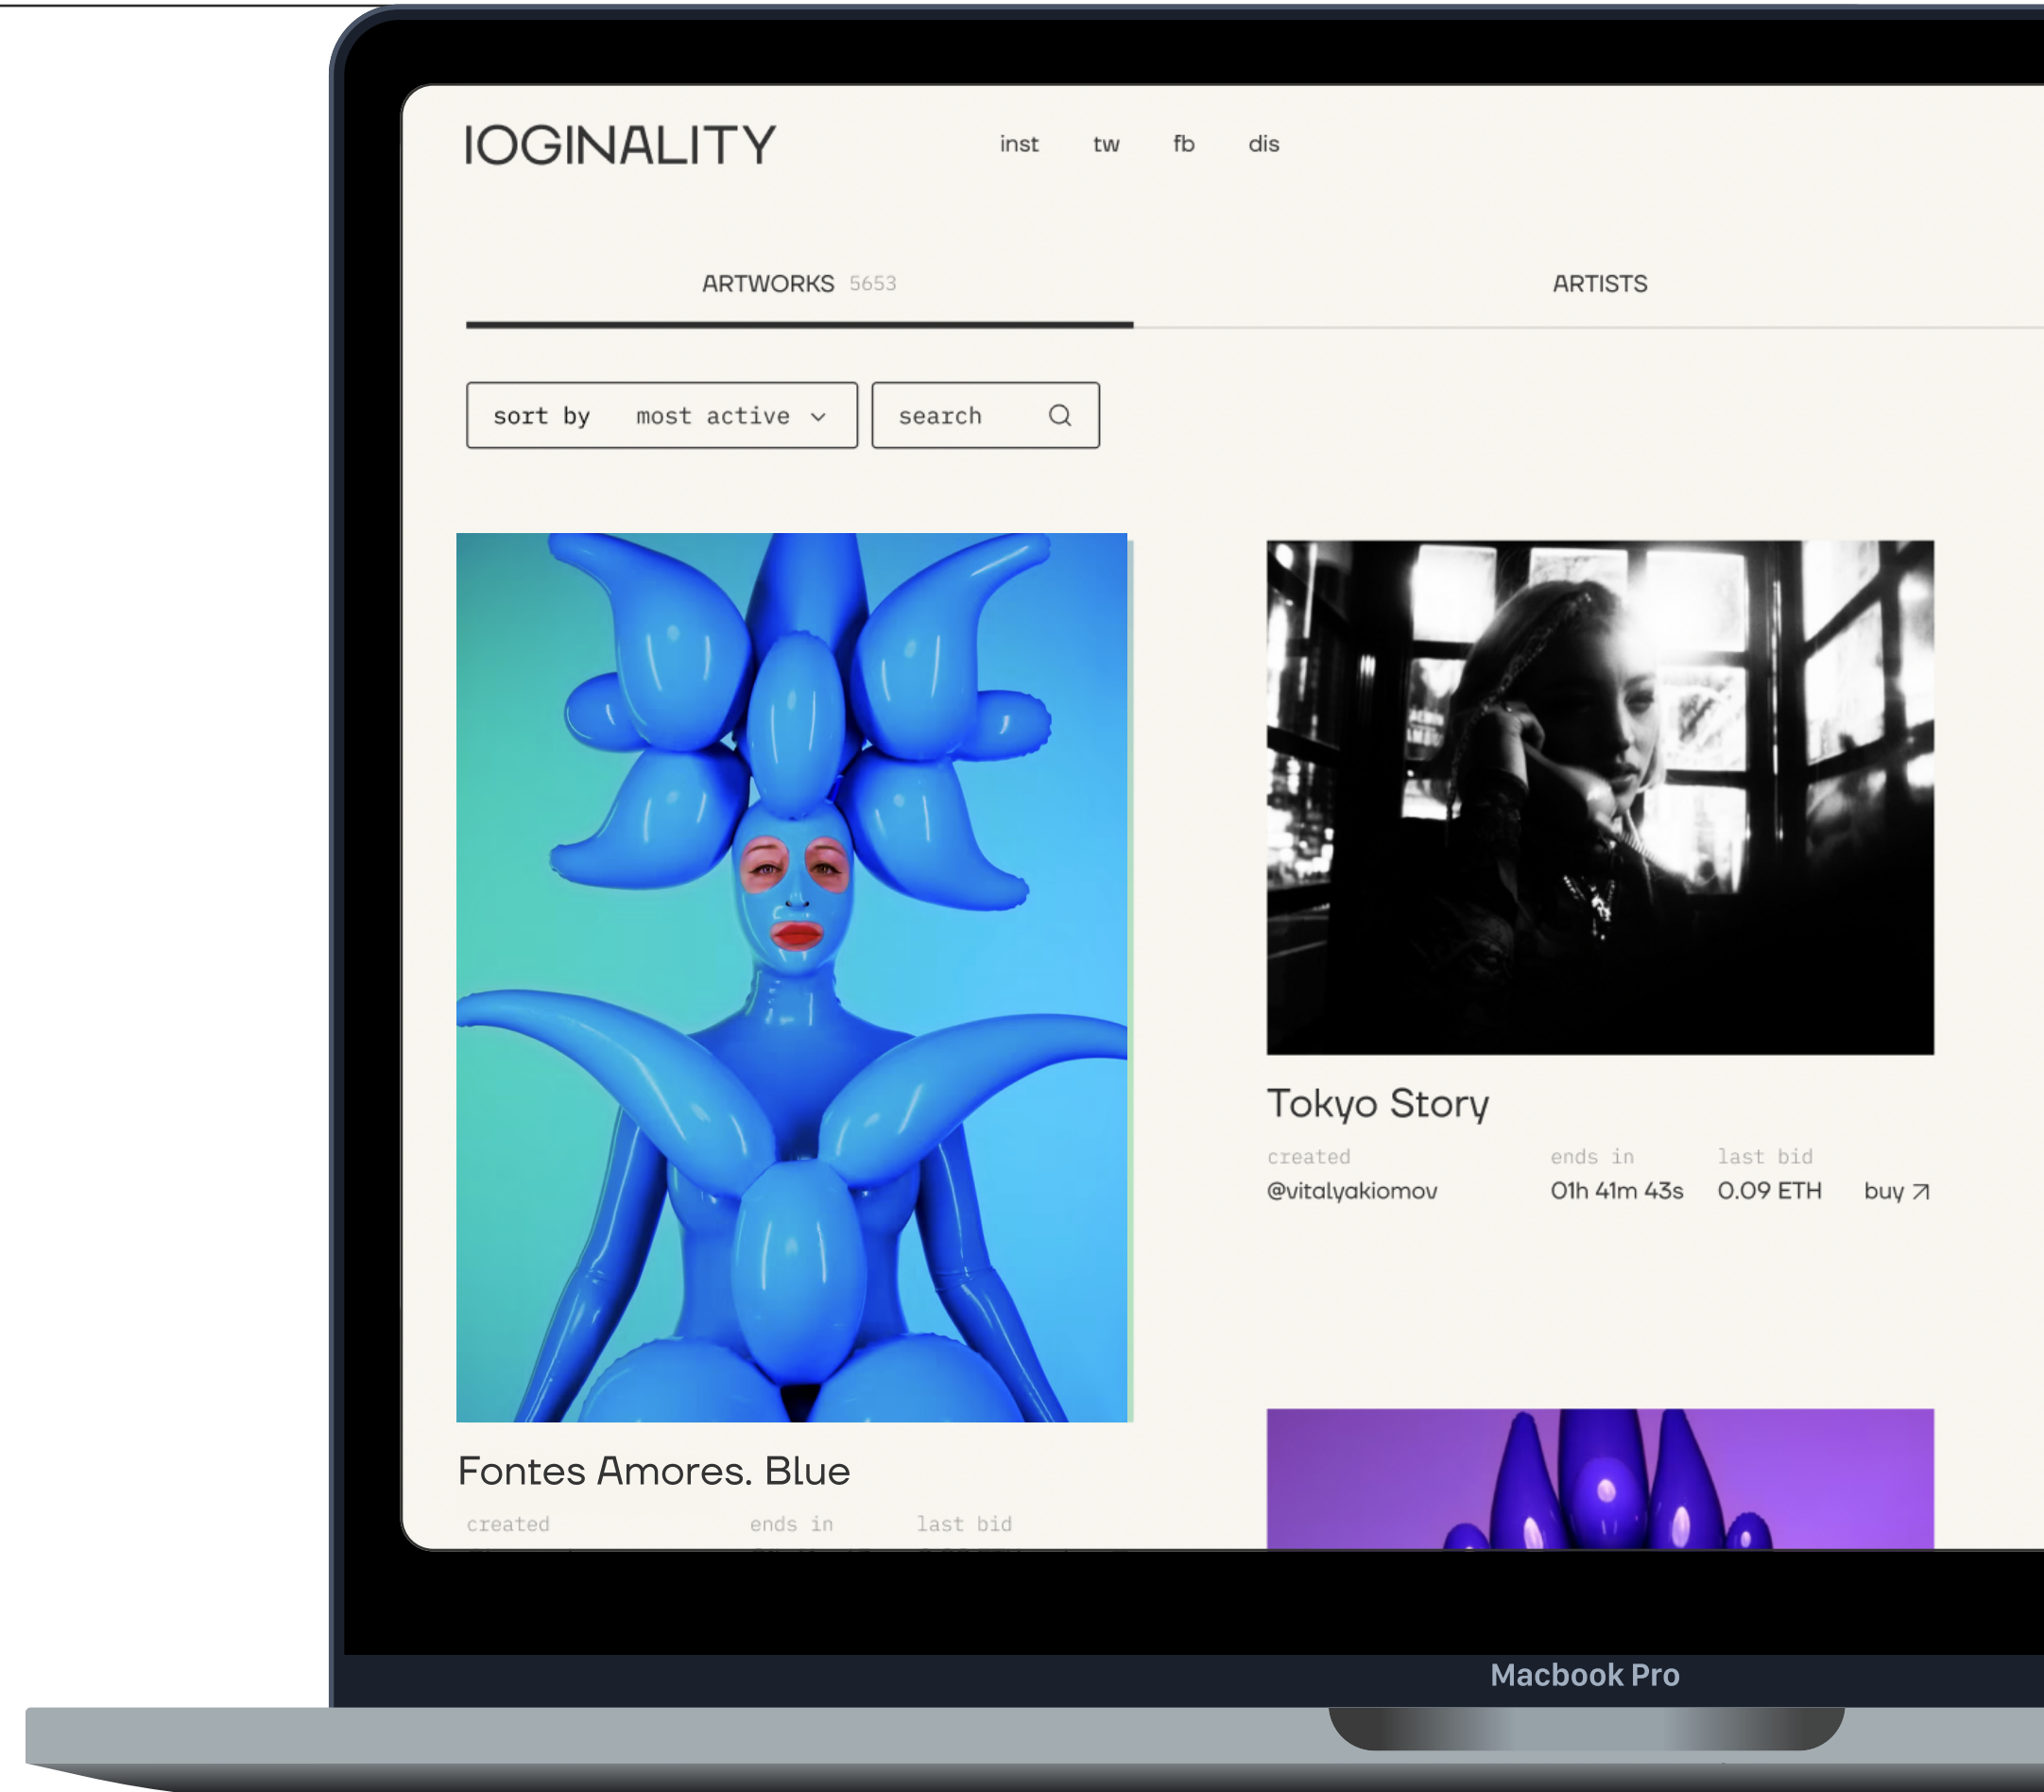 IOGINALITY
inst tw fb dis
ARTWORKS 5653 ARTISTS
sort by most active search
Tokyo Story
created ends in last bid
@vitalyakiomov 01h 41m 43s 0.09 ETH buy
Fontes Amores. Blue
created ends in last bid
Macbook Pro